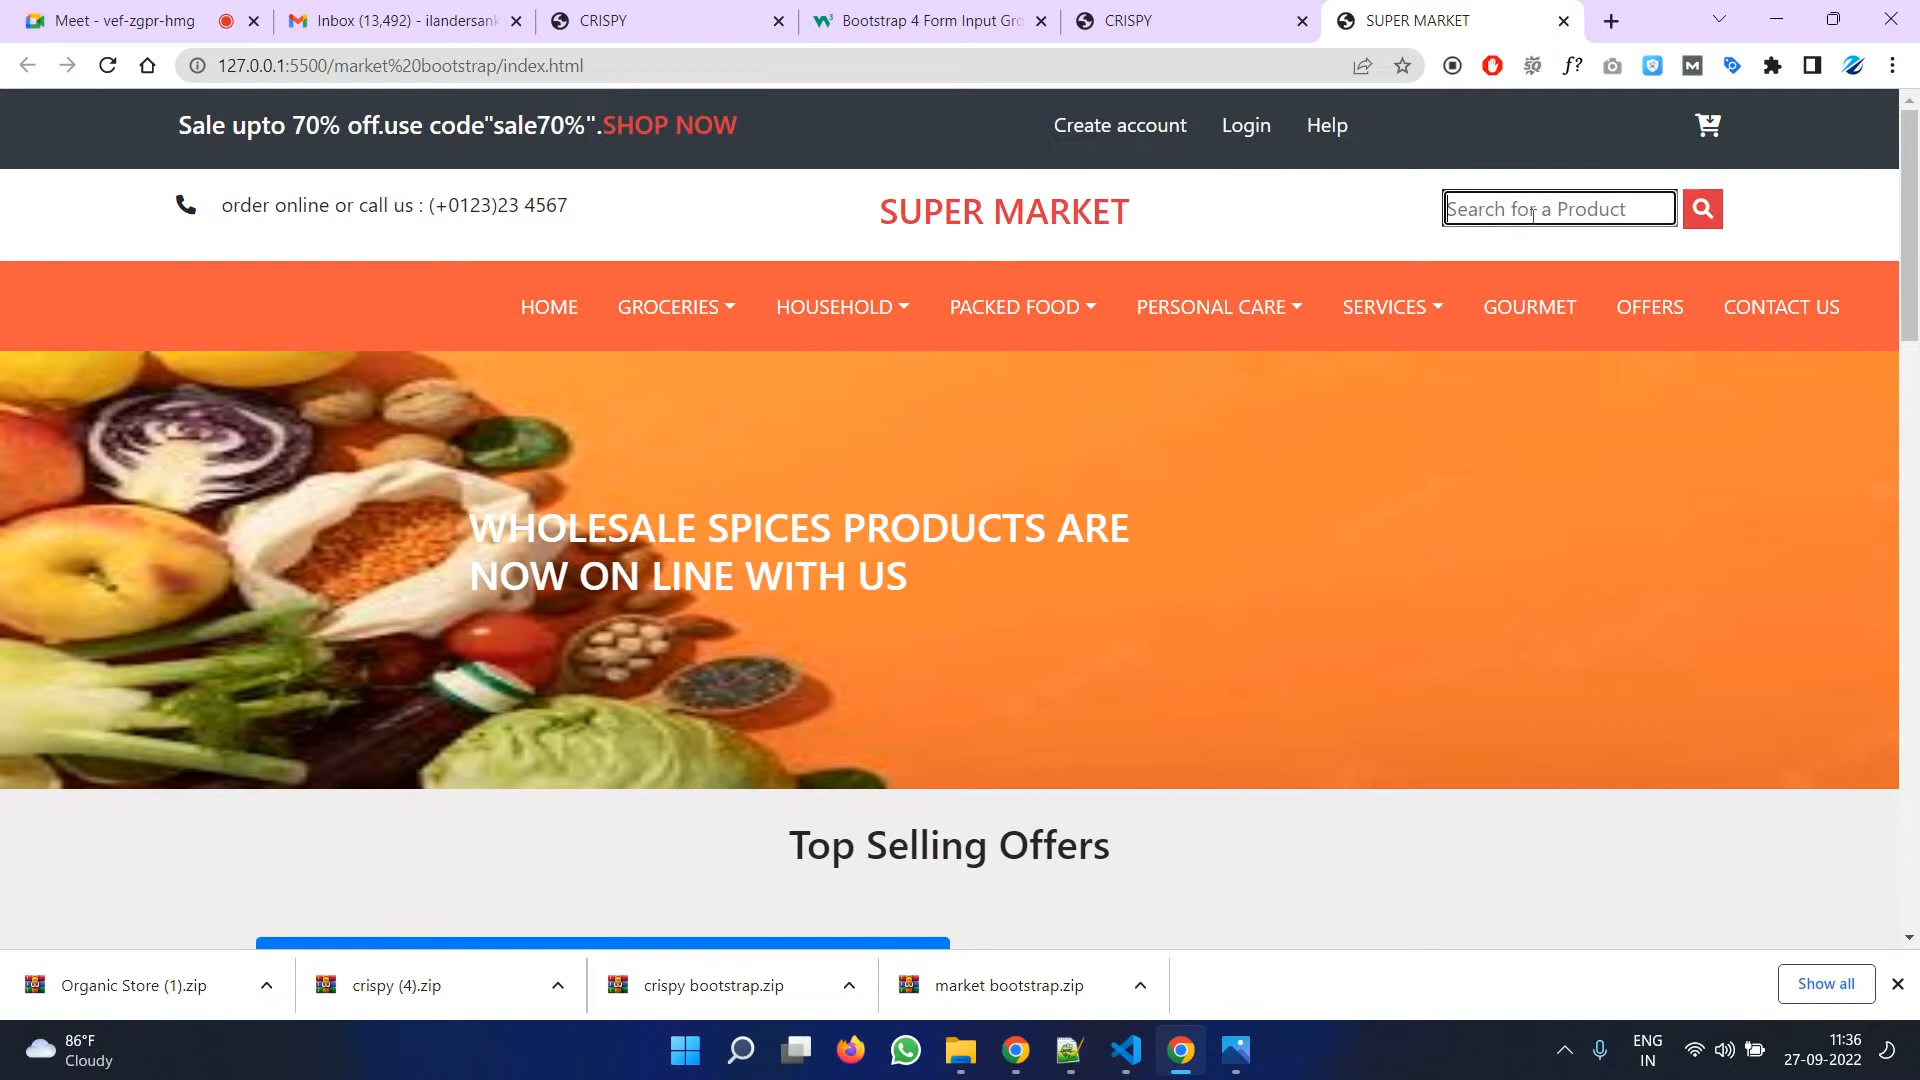 Meet - vef-zgpr-hmg
Inbox (13,492) - ilandersank
CRISPY
Bootstrap 4 Form Input Gro
CRISPY
SUPER MARKET
127.0.0.1:5500/market%20bootstrap/index.html
Sale upto 70% off.use code"sale70%".SHOP NOW
Create account
Login
Help
order online or call us : (+0123)23 4567
SUPER MARKET
Search for a Product
HOME
GROCERIES
HOUSEHOLD
PACKED FOOD
PERSONAL CARE
SERVICES
GOURMET
OFFERS
CONTACT US
WHOLESALE SPICES PRODUCTS ARE
NOW ON LINE WITH US
Top Selling Offers
Organic Store (1).zip
crispy (4).zip
crispy bootstrap.zip
market bootstrap.zip
Show all
86°F
Cloudy
ENG
IN
11:36
27-09-2022